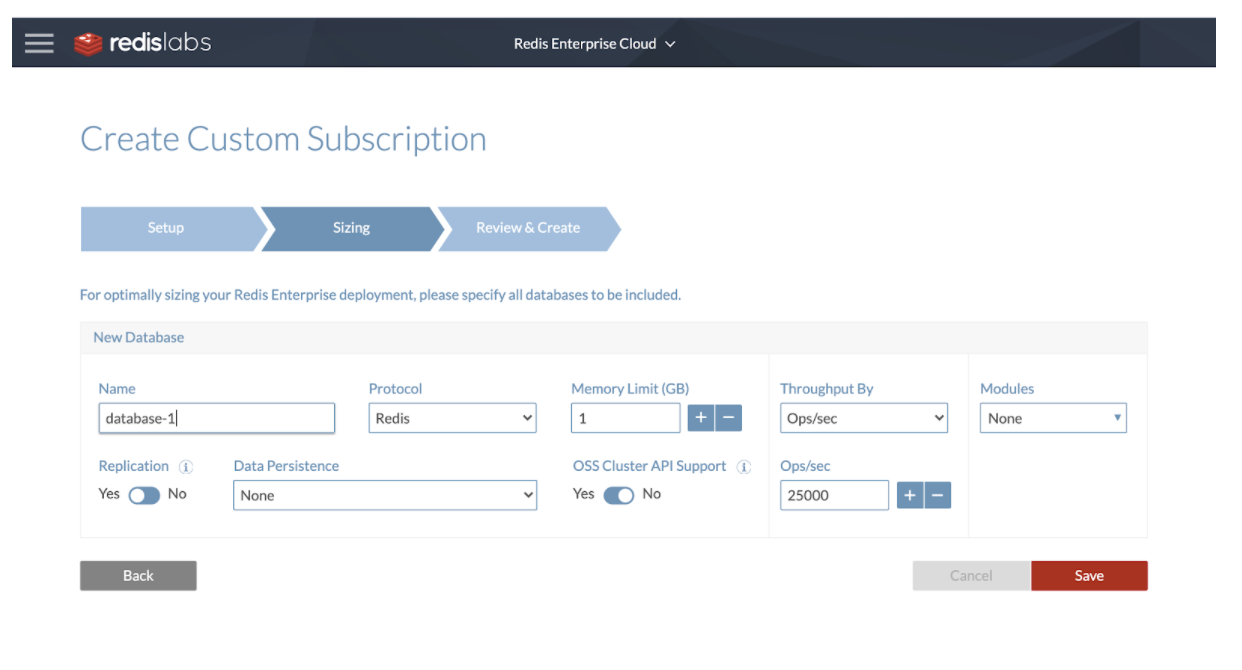 redislabs
Redis Enterprise Cloud
Create Custom Subscription
Setup
Sizing
Review & Create
For optimally sizing your Redis Enterprise deployment, please specify all databases to be included.
New Database
Name
Protocol
Memory Limit (GB)
Throughput By
Modules
database-1
Redis
1
+
−
Ops/sec
None
Replication
Data Persistence
OSS Cluster API Support
Ops/sec
Yes
No
None
Yes
No
25000
+
−
Back
Cancel
Save